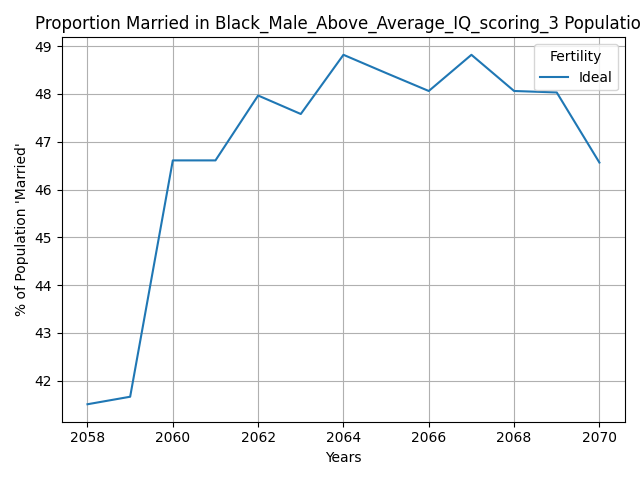 Proportion Married in Black_Male_Above_Average_IQ_scoring_3 Populatio
Fertility
Ideal
% of Population 'Married'
49
48
47
46
45
44
43
42
2058 2060 2062 2064 2066 2068 2070
Years